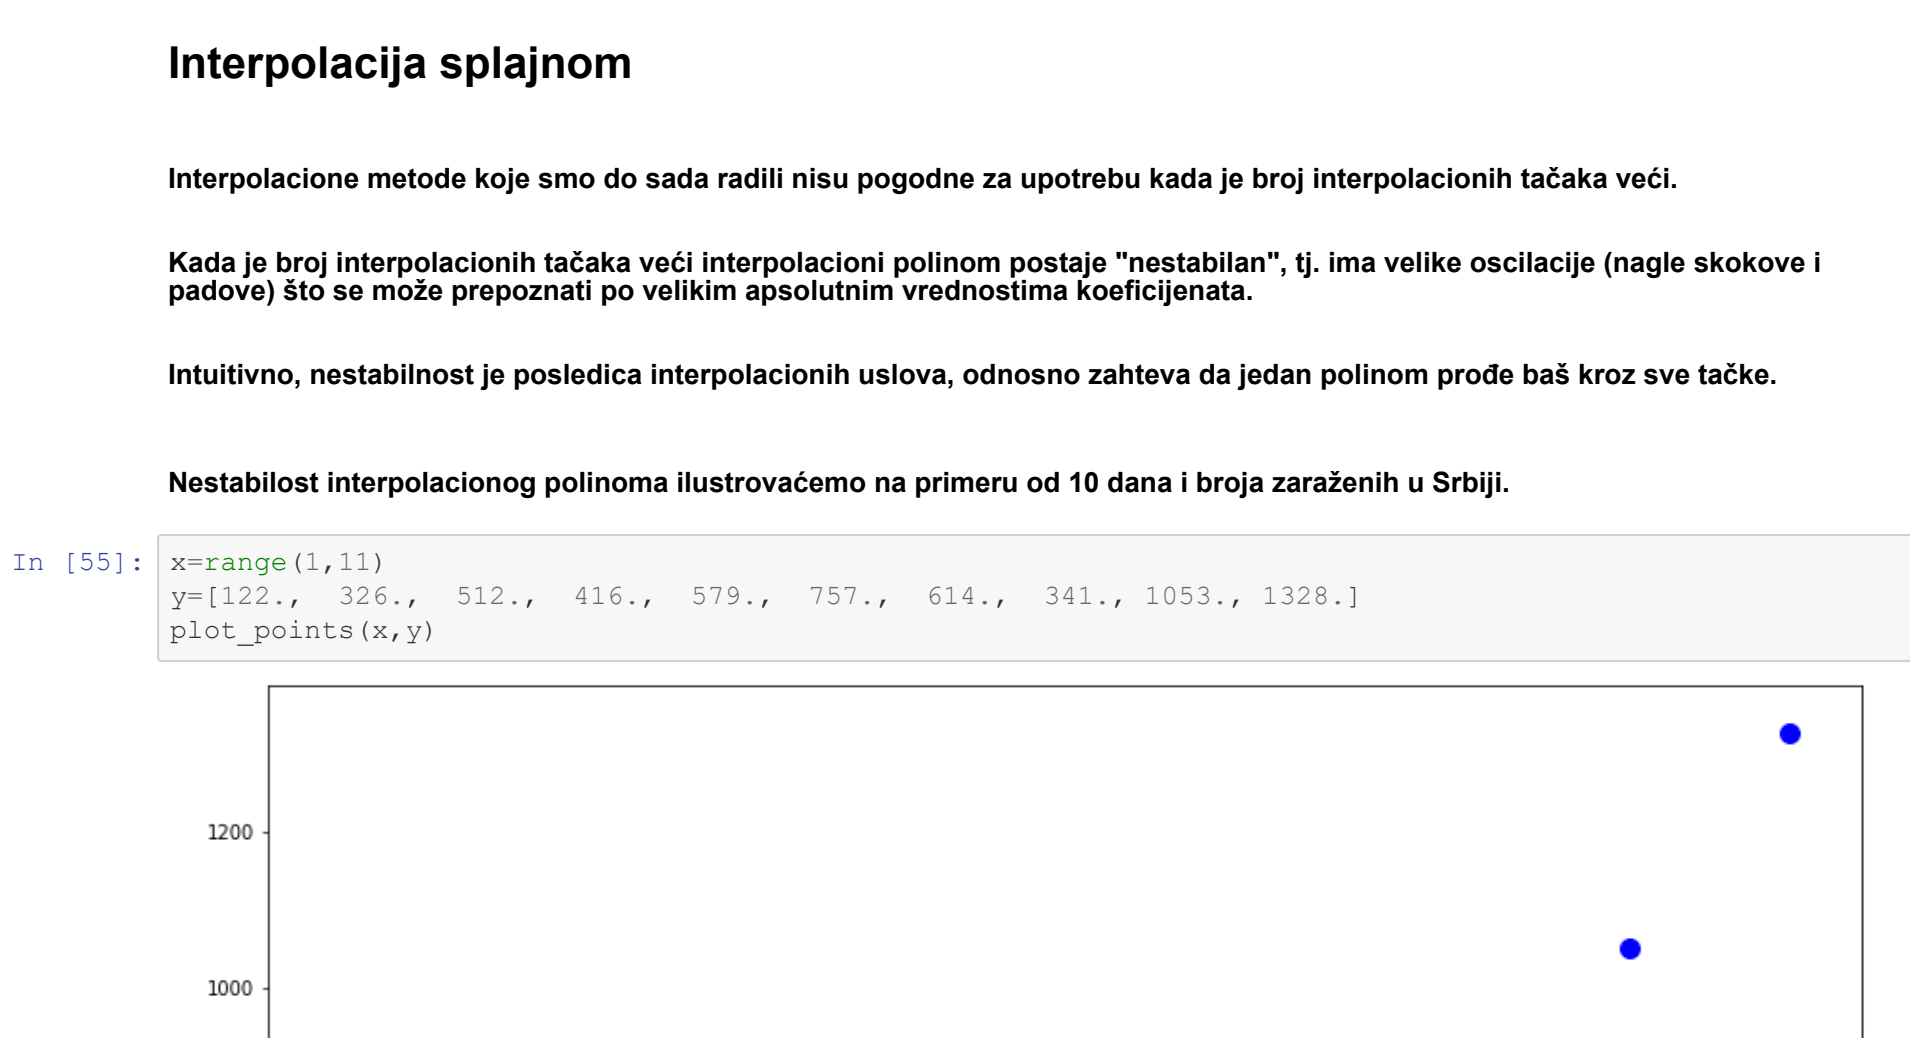 Interpolacija splajnom
Interpolacione metode koje smo do sada radili nisu pogodne za upotrebu kada je broj interpolacionih tačaka veći.
Kada je broj interpolacionih tačaka veći interpolacioni polinom postaje "nestabilan", tj. ima velike oscilacije (nagle skokove i
padove) što se može prepoznati po velikim apsolutnim vrednostima koeficijenata.
Intuitivno, nestabilnost je posledica interpolacionih uslova, odnosno zahteva da jedan polinom prođe baš kroz sve tačke.
Nestabilost interpolacionog polinoma ilustrovaćemo na primeru od 10 dana i broja zaraženih u Srbiji.
In [55]: x=range(1,11)
y=[122., 326., 512., 416., 579., 757., 614., 341., 1053., 1328.]
plot_points(x,y)
1200
1000